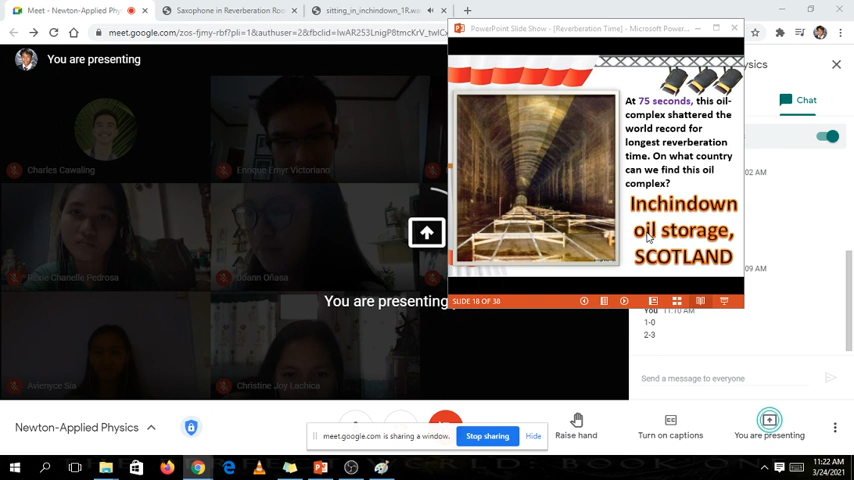 Meet - Newton-Applied Physics
Saxophone in Reverberation Roo
sitting_in_inchindown_1R.wa
meet.google.com/zos-fjmy-rbf?pli=1&authuser=2&fbclid=IwAR253LnigP8tmcKrV_twICx
You are presenting
PowerPoint Slide Show - [Reverberation Time] - Microsoft Power...
ysics
Chat
Charles Cawaling
Enrique Emyr Victoriano
At 75 seconds, this oil-
complex shattered the
world record for
longest reverberation
time. On what country
can we find this oil
complex?
Inchindown
oil storage,
SCOTLAND
02 AM
Rexie Chanelle Pedrosa
Joann Oñasa
09 AM
You are presenting
SLIDE 18 OF 38
You 11:10 AM
1-0
2-3
Avienyce Sia
Christine Joy Lachica
Send a message to everyone
Newton-Applied Physics
meet.google.com is sharing a window.
Stop sharing
Hide
Raise hand
Turn on captions
You are presenting
11:22 AM
3/24/2021